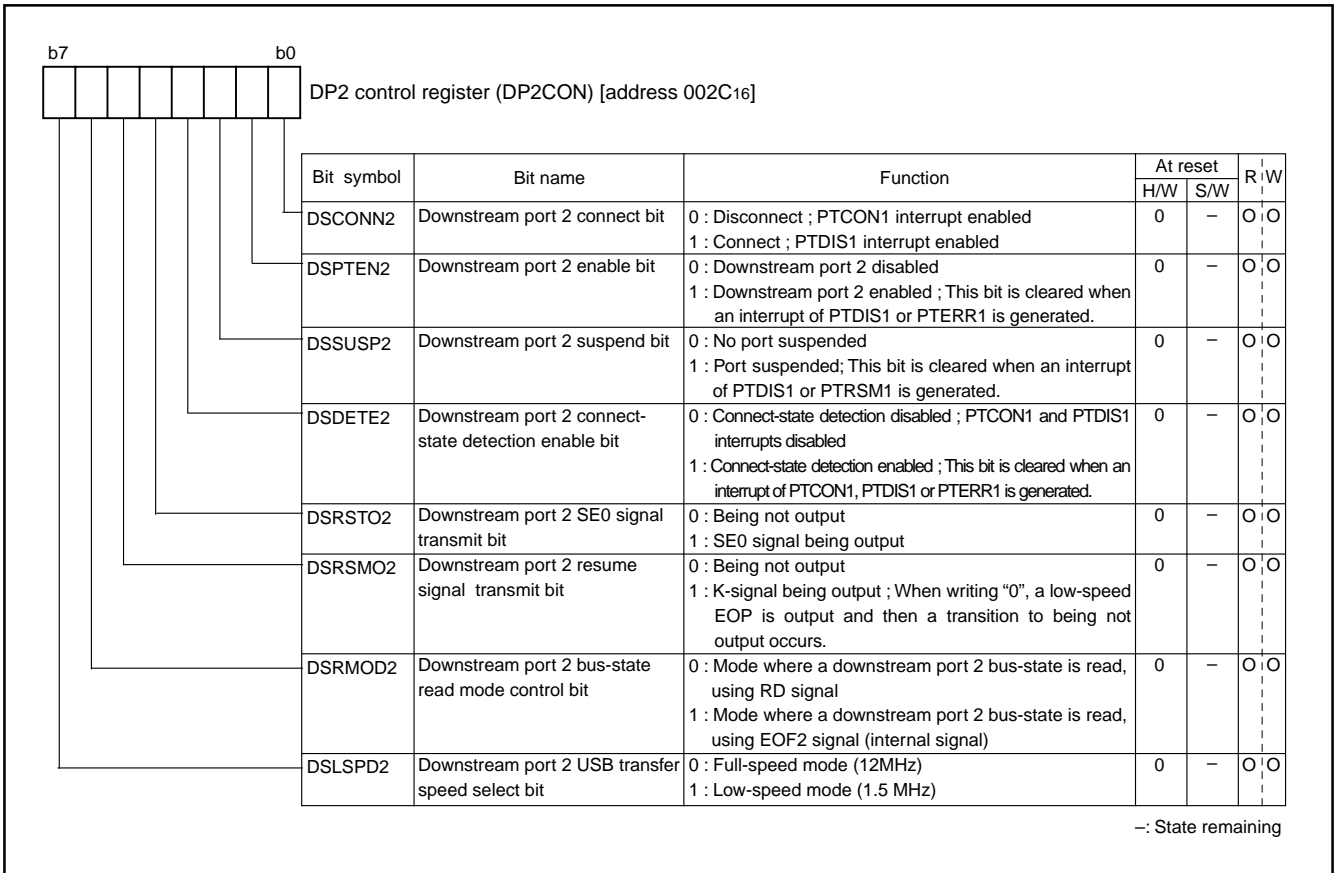 b7 b0
DP2 control register (DP2CON) [address 002C16]
Bit symbol Bit name Function At reset R W
H/W S/W
DSCONN2 Downstream port 2 connect bit 0 : Disconnect ; PTCON1 interrupt enabled 0 – O O
1 : Connect ; PTDIS1 interrupt enabled
DSPTEN2 Downstream port 2 enable bit 0 : Downstream port 2 disabled 0 – O O
1 : Downstream port 2 enabled ; This bit is cleared when
an interrupt of PTDIS1 or PTERR1 is generated.
DSSUSP2 Downstream port 2 suspend bit 0 : No port suspended 0 – O O
1 : Port suspended; This bit is cleared when an interrupt
of PTDIS1 or PTRSM1 is generated.
DSDETE2 Downstream port 2 connect- 0 : Connect-state detection disabled ; PTCON1 and PTDIS1 0 – O O
state detection enable bit interrupts disabled
1 : Connect-state detection enabled ; This bit is cleared when an
interrupt of PTCON1, PTDIS1 or PTERR1 is generated.
DSRSTO2 Downstream port 2 SE0 signal 0 : Being not output 0 – O O
transmit bit 1 : SE0 signal being output
DSRSMO2 Downstream port 2 resume 0 : Being not output 0 – O O
signal transmit bit 1 : K-signal being output ; When writing “0”, a low-speed
EOP is output and then a transition to being not
output occurs.
DSRMOD2 Downstream port 2 bus-state 0 : Mode where a downstream port 2 bus-state is read, 0 – O O
read mode control bit using RD signal
1 : Mode where a downstream port 2 bus-state is read,
using EOF2 signal (internal signal)
DSLSPD2 Downstream port 2 USB transfer 0 : Full-speed mode (12MHz) 0 – O O
speed select bit 1 : Low-speed mode (1.5 MHz)
–: State remaining